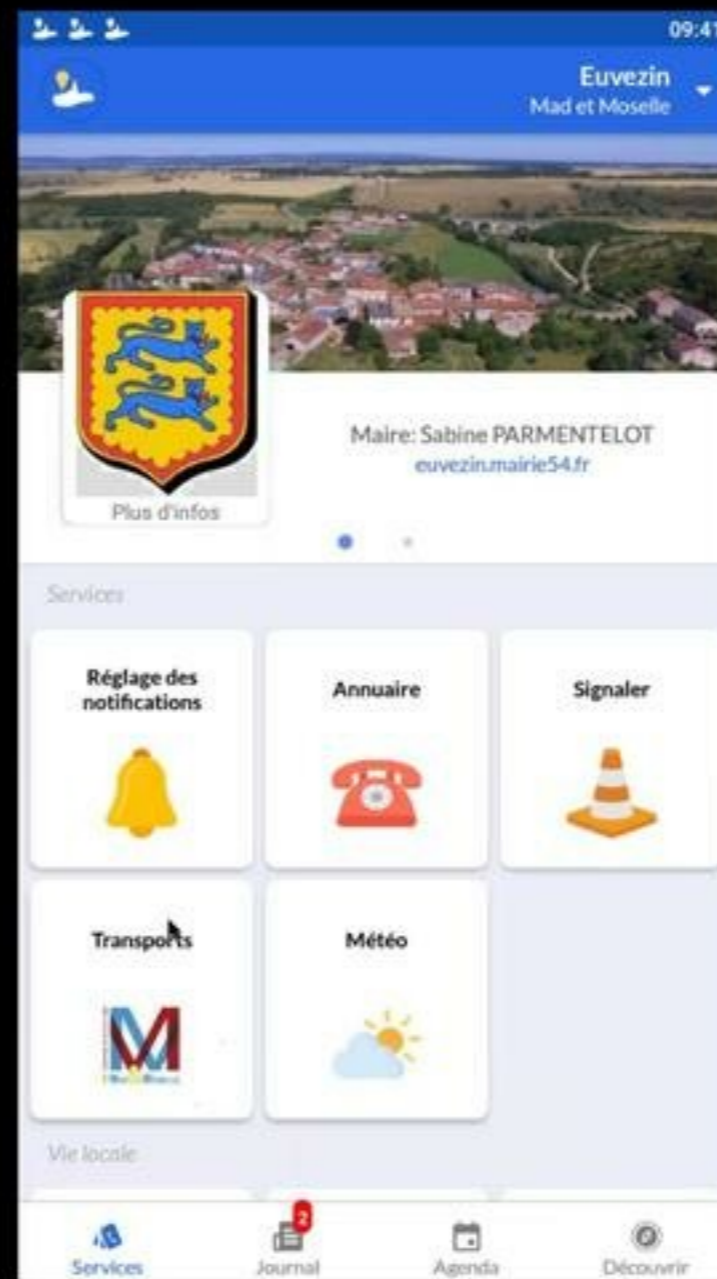 09:41
Euvezin
Mad et Moselle
Maire: Sabine PARMENTELOT
euvezin.mairie54.fr
Plus d'infos
Services
Réglage des
notifications
Annuaire
Signaler
Transports
Météo
M
Vie locale
2
Services
Journal
Agenda
Découvrir